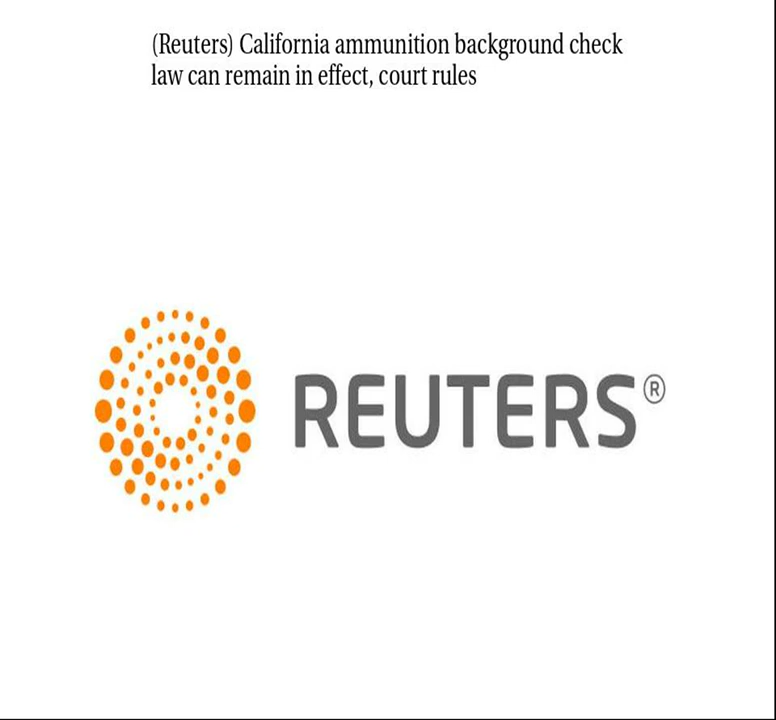 (Reuters) California ammunition background check
law can remain in effect, court rules
REUTERS®